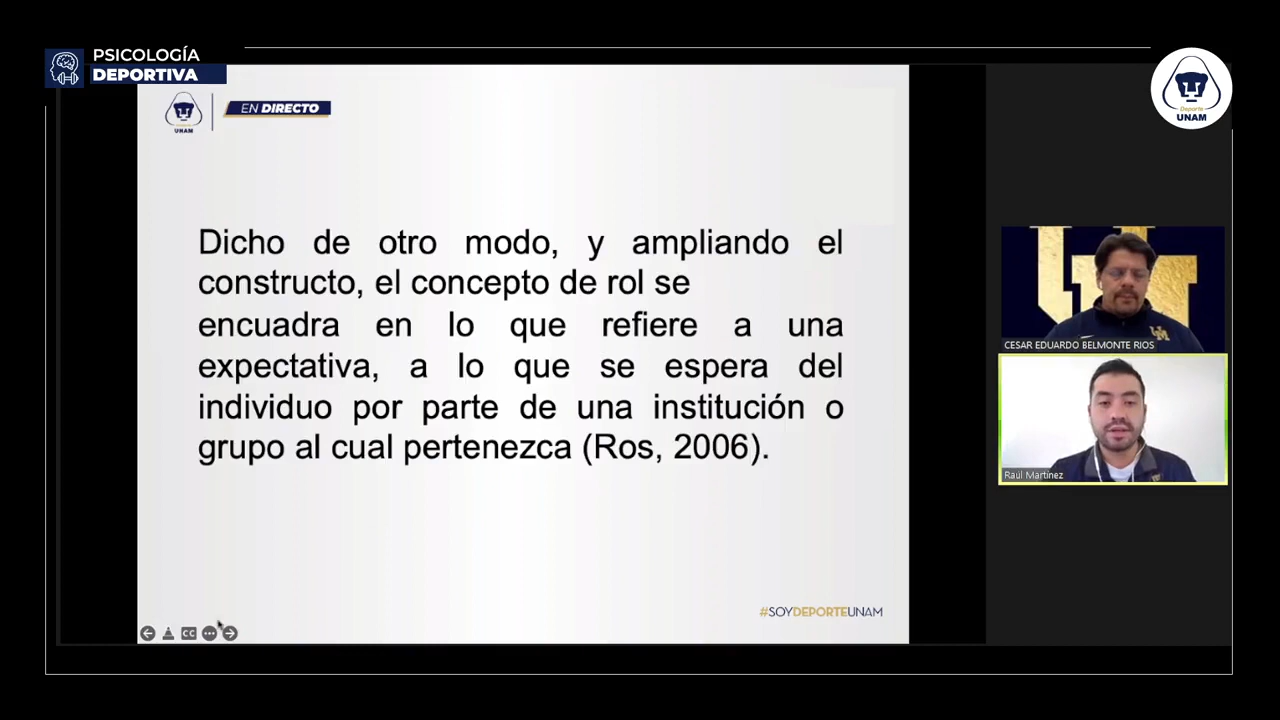 PSICOLOGÍA
DEPORTIVA
UNAM
EN DIRECTO
Deporte
UNAM
Dicho de otro modo, y ampliando el
constructo, el concepto de rol se
encuadra en lo que refiere a una
expectativa, a lo que se espera del
individuo por parte de una institución o
grupo al cual pertenezca (Ros, 2006).
CESAR EDUARDO BELMONTE RIOS
Raúl Martínez
#SOYDEPORTEUNAM
CC